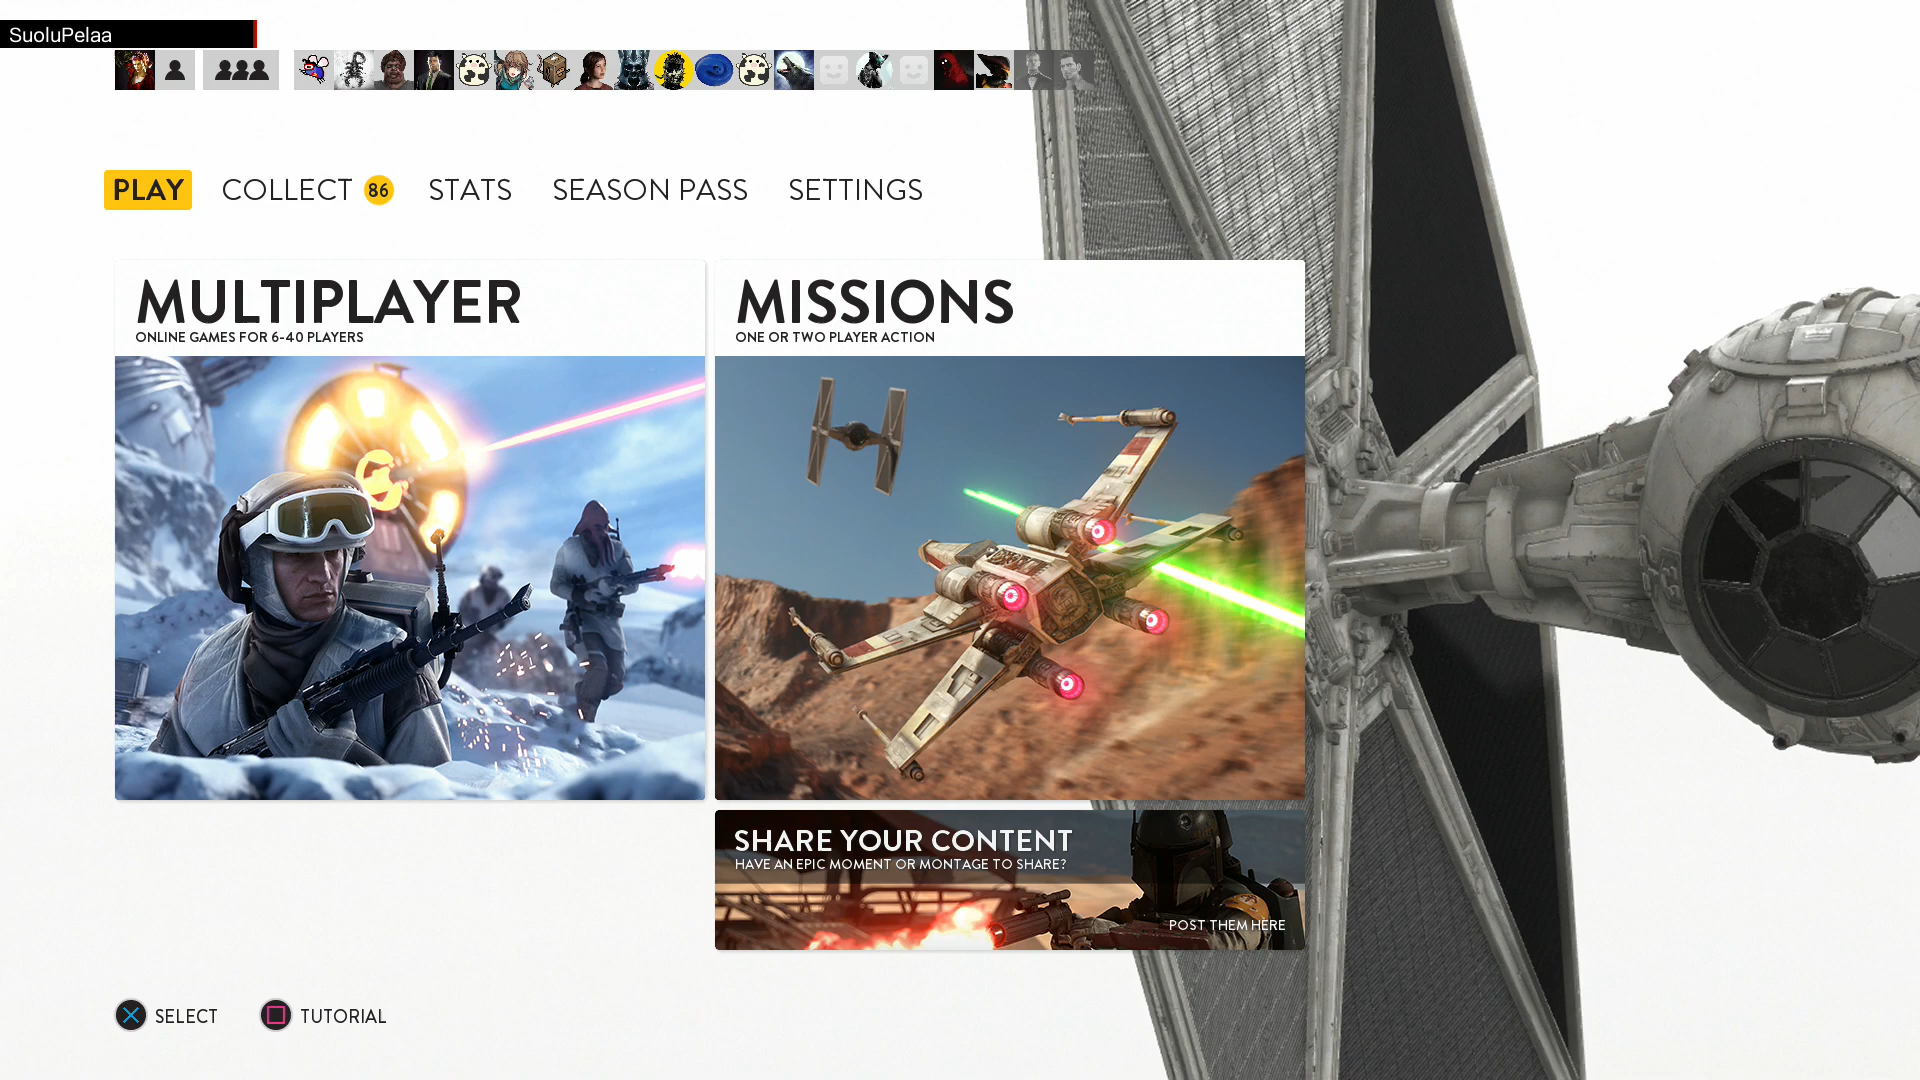 SuoluPelaa
PLAY COLLECT 86 STATS SEASON PASS SETTINGS
MULTIPLAYER
ONLINE GAMES FOR 6-40 PLAYERS
MISSIONS
ONE OR TWO PLAYER ACTION
SHARE YOUR CONTENT
HAVE AN EPIC MOMENT OR MONTAGE TO SHARE?
POST THEM HERE
SELECT TUTORIAL